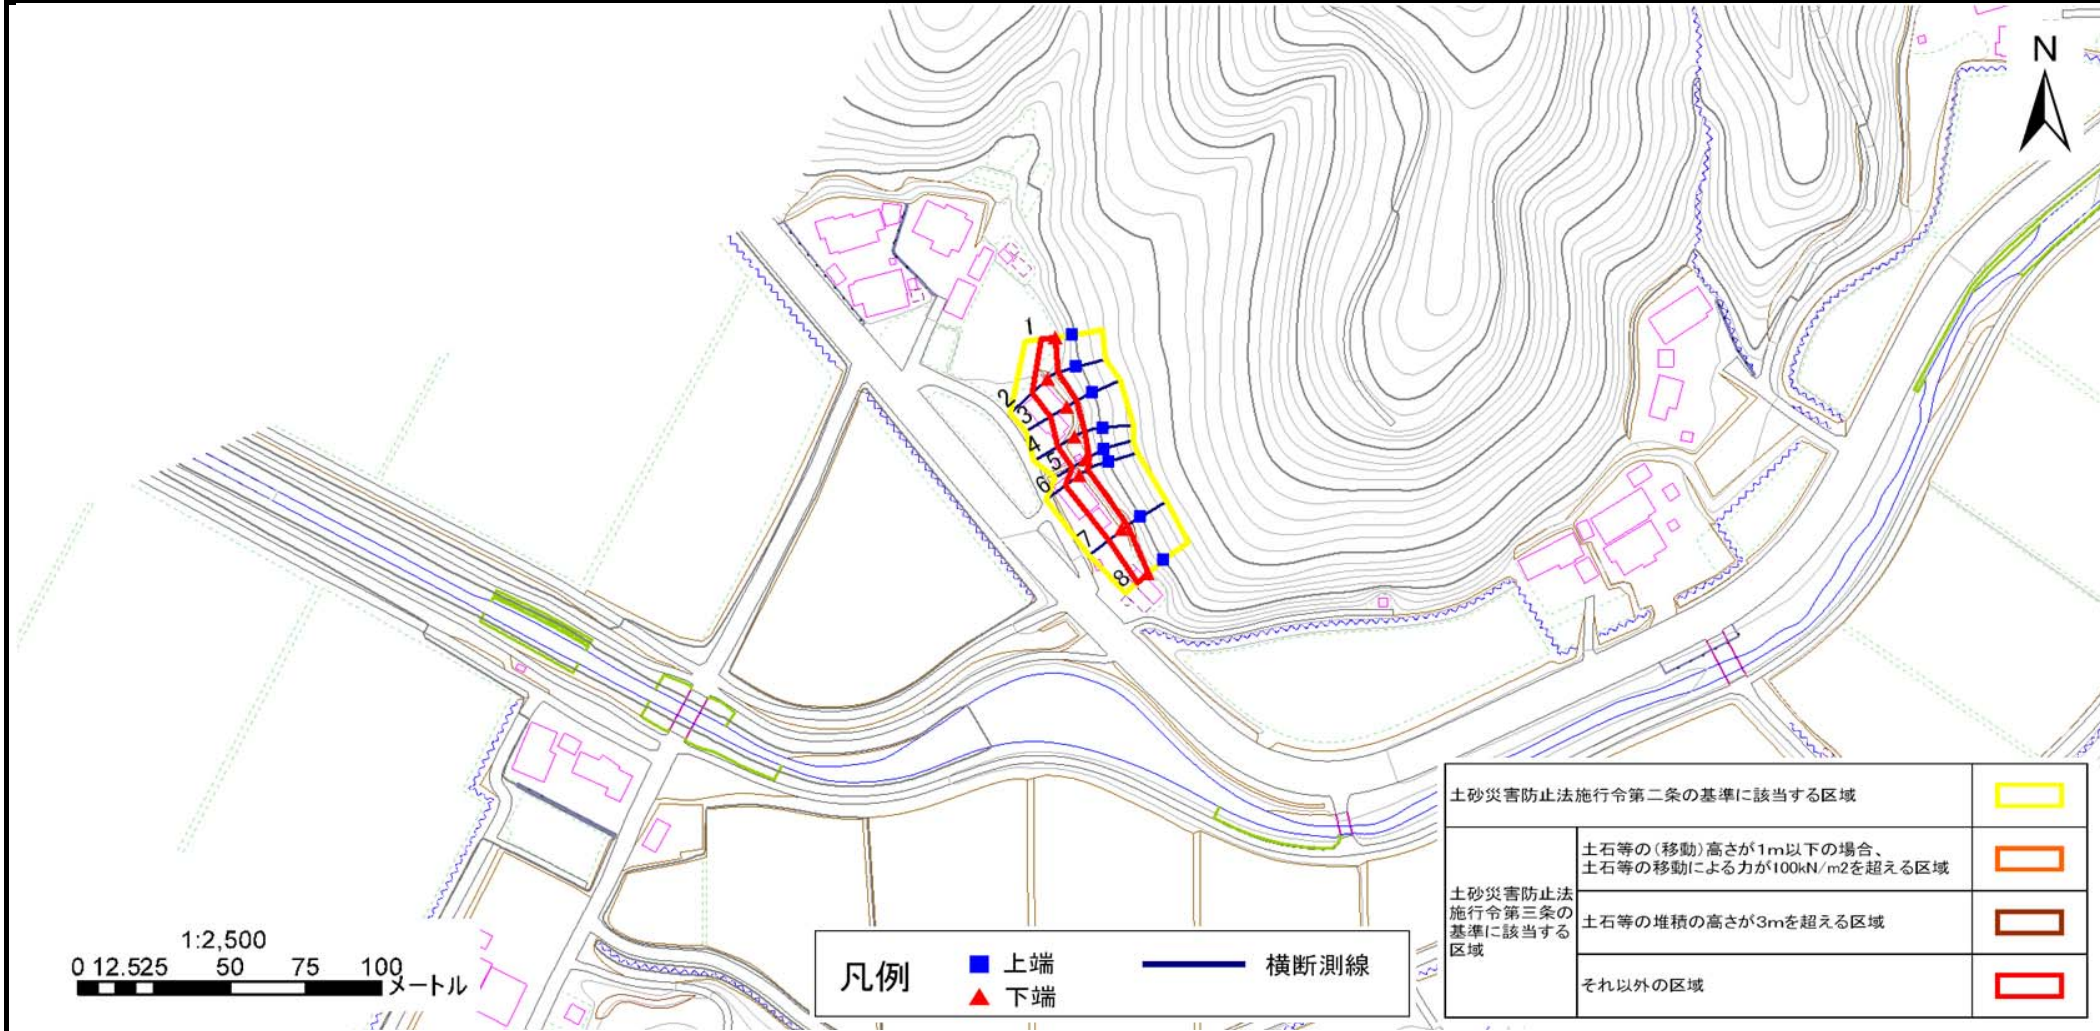 N
1
2
3
4
5
6
7
8
1:2,500
0 12.525 50 75 100
メートル
凡例
上端
下端
横断測線
土砂災害防止法施行令第二条の基準に該当する区域
土砂災害防止法
施行令第三条の
基準に該当する
区域
土石等の(移動)高さが1m以下の場合、
土石等の移動による力が100kN/m2を超える区域
土石等の堆積の高さが3mを超える区域
それ以外の区域